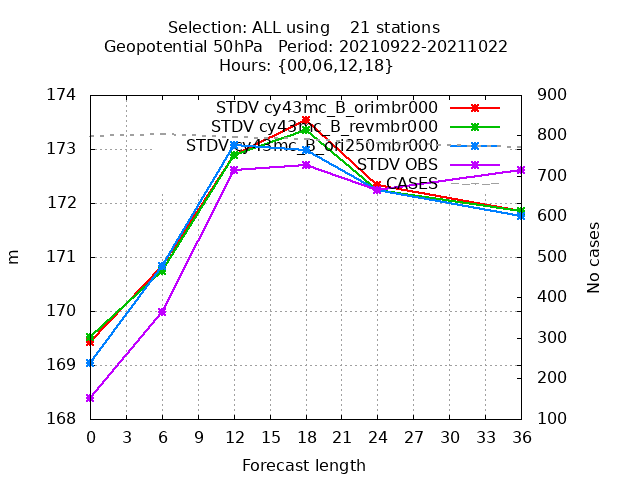 Selection: ALL using    21 stations
Geopotential 50hPa   Period: 20210922-20211022
Hours: {00,06,12,18}
STDV cy43mc_B_orimbr000
STDV cy43mc_B_revmbr000
STDV cy43mc_B_ori250mbr000
STDV OBS
CASES
174
173
172
171
170
169
168
900
800
700
600
500
400
300
200
100
m
No cases
0 3 6 9 12 15 18 21 24 27 30 33 36
Forecast length